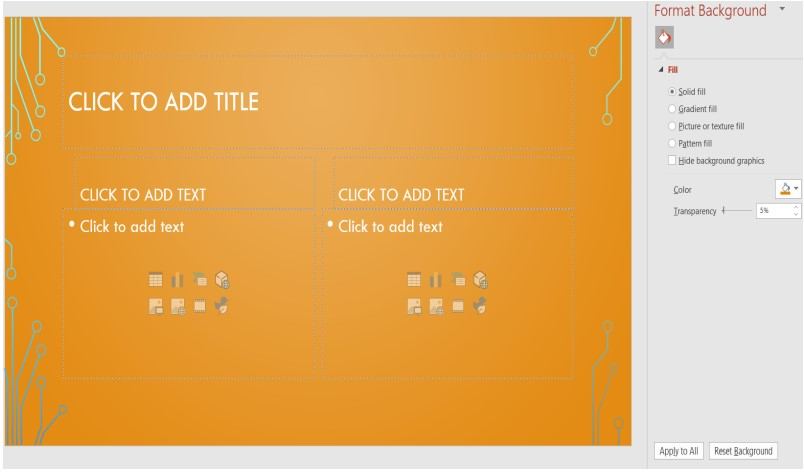 Format Background
Fill
Solid fill
Gradient fill
Picture or texture fill
Pattern fill
Hide background graphics
Color
Transparency 5%
Apply to All Reset Background
CLICK TO ADD TITLE
CLICK TO ADD TEXT
• Click to add text
CLICK TO ADD TEXT
• Click to add text